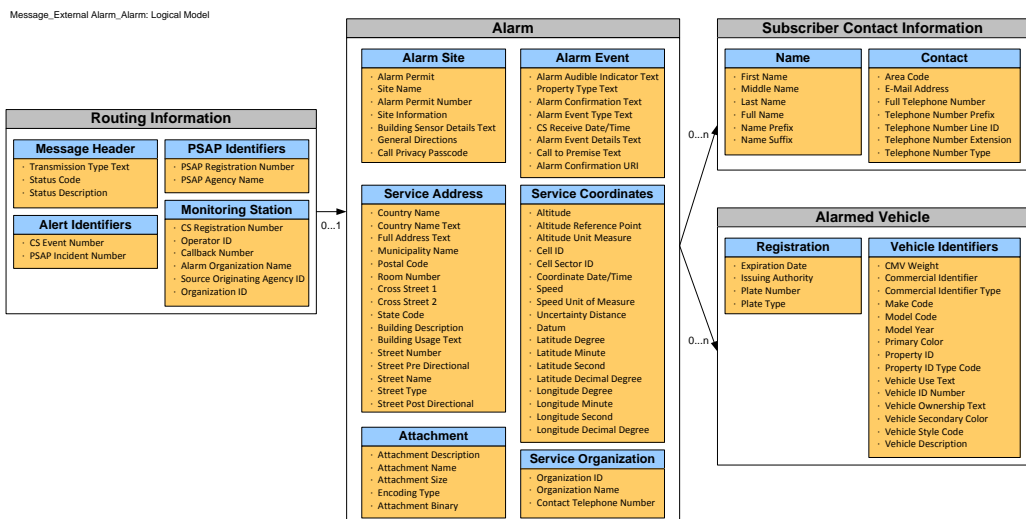 Message_External Alarm_Alarm: Logical Model
Routing Information
Message Header
· Transmission Type Text
· Status Code
· Status Description
PSAP Identifiers
· PSAP Registration Number
· PSAP Agency Name
Alert Identifiers
· CS Event Number
· PSAP Incident Number
Monitoring Station
· CS Registration Number
· Operator ID
· Callback Number
· Alarm Organization Name
· Source Originating Agency ID
· Organization ID
0...1
Alarm
Alarm Site
· Alarm Permit
· Site Name
· Alarm Permit Number
· Site Information
· Building Sensor Details Text
· General Directions
· Call Privacy Passcode
Alarm Event
· Alarm Audible Indicator Text
· Property Type Text
· Alarm Confirmation Text
· Alarm Event Type Text
· CS Receive Date/Time
· Alarm Event Details Text
· Call to Premise Text
· Alarm Confirmation URI
Service Address
· Country Name
· Country Name Text
· Full Address Text
· Municipality Name
· Postal Code
· Room Number
· Cross Street 1
· Cross Street 2
· State Code
· Building Description
· Building Usage Text
· Street Number
· Street Pre Directional
· Street Name
· Street Type
· Street Post Directional
Service Coordinates
· Altitude
· Altitude Reference Point
· Altitude Unit Measure
· Cell ID
· Cell Sector ID
· Coordinate Date/Time
· Speed
· Speed Unit of Measure
· Uncertainty Distance
· Datum
· Latitude Degree
· Latitude Minute
· Latitude Second
· Latitude Decimal Degree
· Longitude Degree
· Longitude Minute
· Longitude Second
· Longitude Decimal Degree
Attachment
· Attachment Description
· Attachment Name
· Attachment Size
· Encoding Type
· Attachment Binary
Service Organization
· Organization ID
· Organization Name
· Contact Telephone Number
0...n
Subscriber Contact Information
Name
· First Name
· Middle Name
· Last Name
· Full Name
· Name Prefix
· Name Suffix
Contact
· Area Code
· E-Mail Address
· Full Telephone Number
· Telephone Number Prefix
· Telephone Number Line ID
· Telephone Number Extension
· Telephone Number Type
0...n
Alarmed Vehicle
Registration
· Expiration Date
· Issuing Authority
· Plate Number
· Plate Type
Vehicle Identifiers
· CMV Weight
· Commercial Identifier
· Commercial Identifier Type
· Make Code
· Model Code
· Model Year
· Primary Color
· Property ID
· Property ID Type Code
· Vehicle Use Text
· Vehicle ID Number
· Vehicle Ownership Text
· Vehicle Secondary Color
· Vehicle Style Code
· Vehicle Description